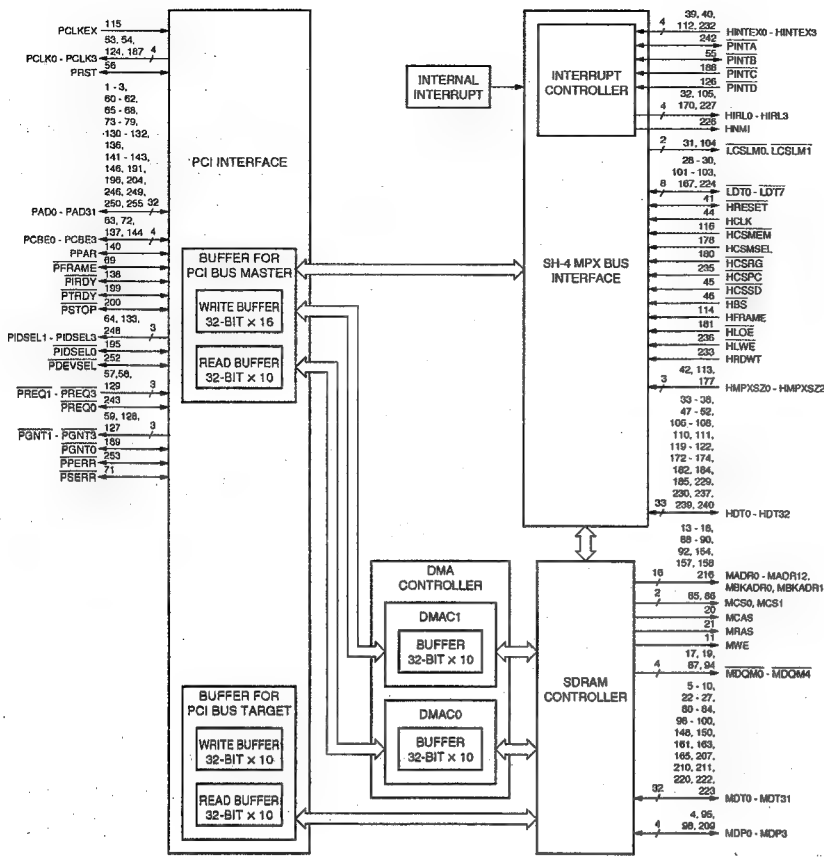 PCLKEX 115
53, 54,
PCLK0 - PCLK3 124, 187 4
PRST 56
1 - 3,
60 - 62,
65 - 68,
73 - 79,
130 - 132,
136,
141 - 143,
146, 191,
196, 204,
246, 249,
PAD0 - PAD31 250, 255 32
63, 72,
PCBE0 - PCBE3 137, 144 4
PPAR 140
PFRAME 69
PIRDY 138
PTRDY 199
PSTOP 200
64, 133,
PIDSEL1 - PIDSEL3 248 3
PIDSEL0 195
PDEVSEL 252
57,58,
PREQ1 - PREQ3 129 3
PREQ0 243
59, 128,
PGNT1 - PGNT3 127 3
PGNT0 189
PPERR 253
PSERR 71
PCI INTERFACE
BUFFER FOR
PCI BUS MASTER
WRITE BUFFER
32-BIT × 16
READ BUFFER
32-BIT × 10
BUFFER FOR
PCI BUS TARGET
WRITE BUFFER
32-BIT × 10
READ BUFFER
32-BIT × 10
INTERNAL
INTERRUPT
INTERRUPT
CONTROLLER
SH-4 MPX BUS
INTERFACE
DMA
CONTROLLER
DMAC1
BUFFER
32-BIT × 10
DMAC0
BUFFER
32-BIT × 10
SDRAM
CONTROLLER
39, 40,
4 112, 232 HINTEX0 - HINTEX3
242 PINTA
55 PINTB
188 PINTC
126 PINTD
32, 105,
4 170, 227 HIRL0 - HIRL3
226 HNMI
2 31, 104 LCSLM0, LCSLM1
28 - 30,
101 - 103,
8 167, 224 LDT0 - LDT7
41 HRESET
44 HCLK
116 HCSMEM
178 HCSMSEL
180 HCSRG
235 HCSPC
45 HCSSD
46 HBS
114 HFRAME
181 HLOE
236 HLWE
233 HRDWT
42, 113,
3 177 HMPXSZ0 - HMPXSZ2
33 - 38,
47 - 52,
106 - 108,
110, 111,
119 - 122,
172 - 174,
182, 184,
185, 229,
230, 237,
33 239, 240 HDT0 - HDT32
13 - 16,
88 - 90,
92, 154,
157, 158
16 216 MADR0 - MADR12,
MBKADR0, MBKADR1
2 85, 86 MCS0, MCS1
20 MCAS
21 MRAS
11 MWE
17, 19,
4 87, 94 MDQM0 - MDQM4
5 - 10,
22 - 27,
80 - 84,
96 - 100,
148, 150,
161, 163,
165, 207,
210, 211,
220, 222,
32 223 MDT0 - MDT31
4, 95,
4 98, 209 MDP0 - MDP3